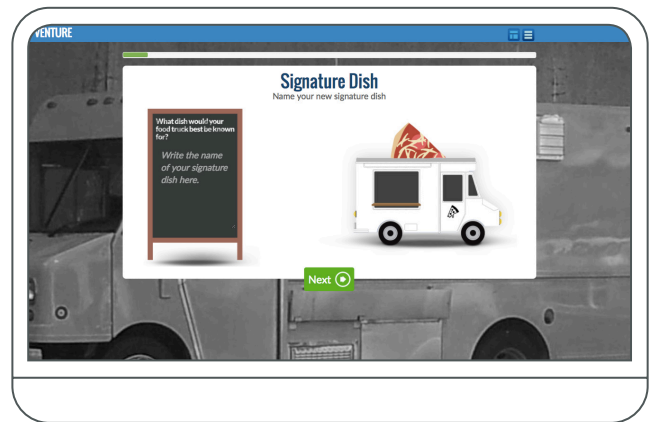 VENTURE
Signature Dish
Name your new signature dish
What dish would your
food truck best be known
for?
Write the name
of your signature
dish here.
Next